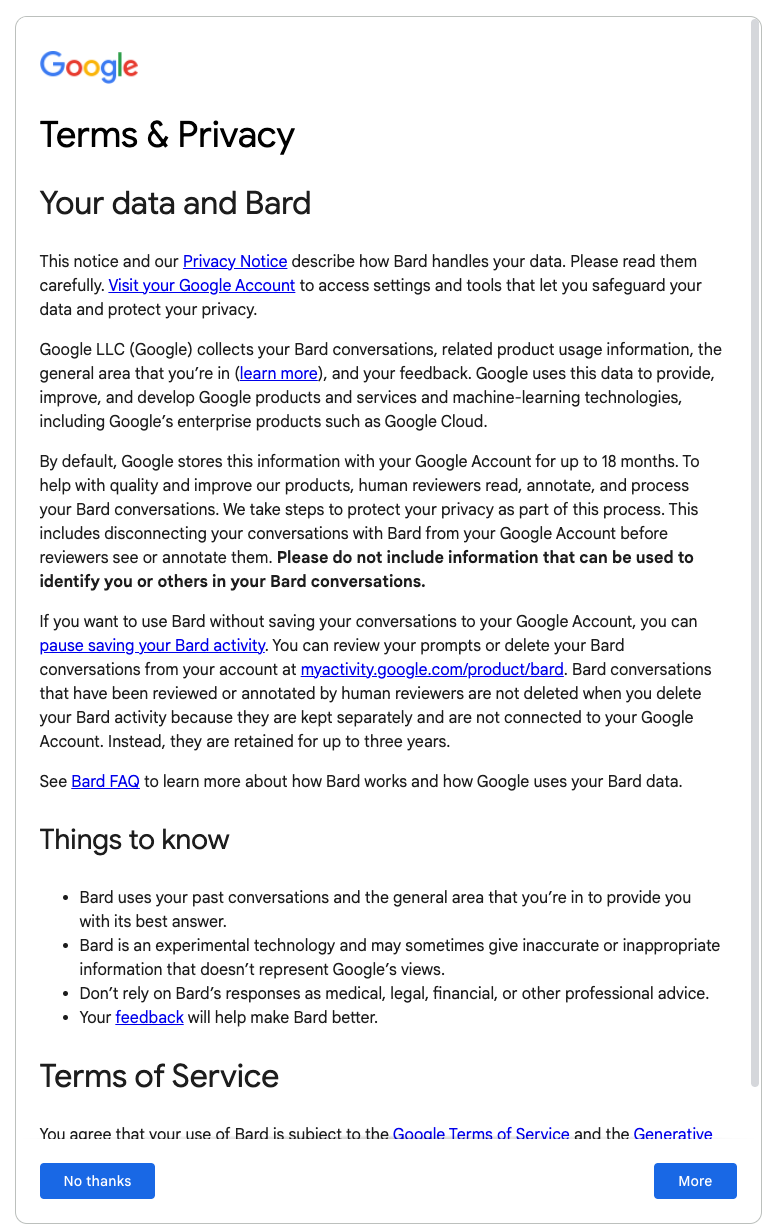 Google
Terms & Privacy
Your data and Bard
This notice and our Privacy Notice describe how Bard handles your data. Please read them
carefully. Visit your Google Account to access settings and tools that let you safeguard your
data and protect your privacy.
Google LLC (Google) collects your Bard conversations, related product usage information, the
general area that you’re in (learn more), and your feedback. Google uses this data to provide,
improve, and develop Google products and services and machine-learning technologies,
including Google’s enterprise products such as Google Cloud.
By default, Google stores this information with your Google Account for up to 18 months. To
help with quality and improve our products, human reviewers read, annotate, and process
your Bard conversations. We take steps to protect your privacy as part of this process. This
includes disconnecting your conversations with Bard from your Google Account before
reviewers see or annotate them. Please do not include information that can be used to
identify you or others in your Bard conversations.
If you want to use Bard without saving your conversations to your Google Account, you can
pause saving your Bard activity. You can review your prompts or delete your Bard
conversations from your account at myactivity.google.com/product/bard. Bard conversations
that have been reviewed or annotated by human reviewers are not deleted when you delete
your Bard activity because they are kept separately and are not connected to your Google
Account. Instead, they are retained for up to three years.
See Bard FAQ to learn more about how Bard works and how Google uses your Bard data.
Things to know
• Bard uses your past conversations and the general area that you’re in to provide you
with its best answer.
• Bard is an experimental technology and may sometimes give inaccurate or inappropriate
information that doesn’t represent Google’s views.
• Don’t rely on Bard’s responses as medical, legal, financial, or other professional advice.
• Your feedback will help make Bard better.
Terms of Service
You agree that your use of Bard is subject to the Google Terms of Service and the Generative
No thanks
More